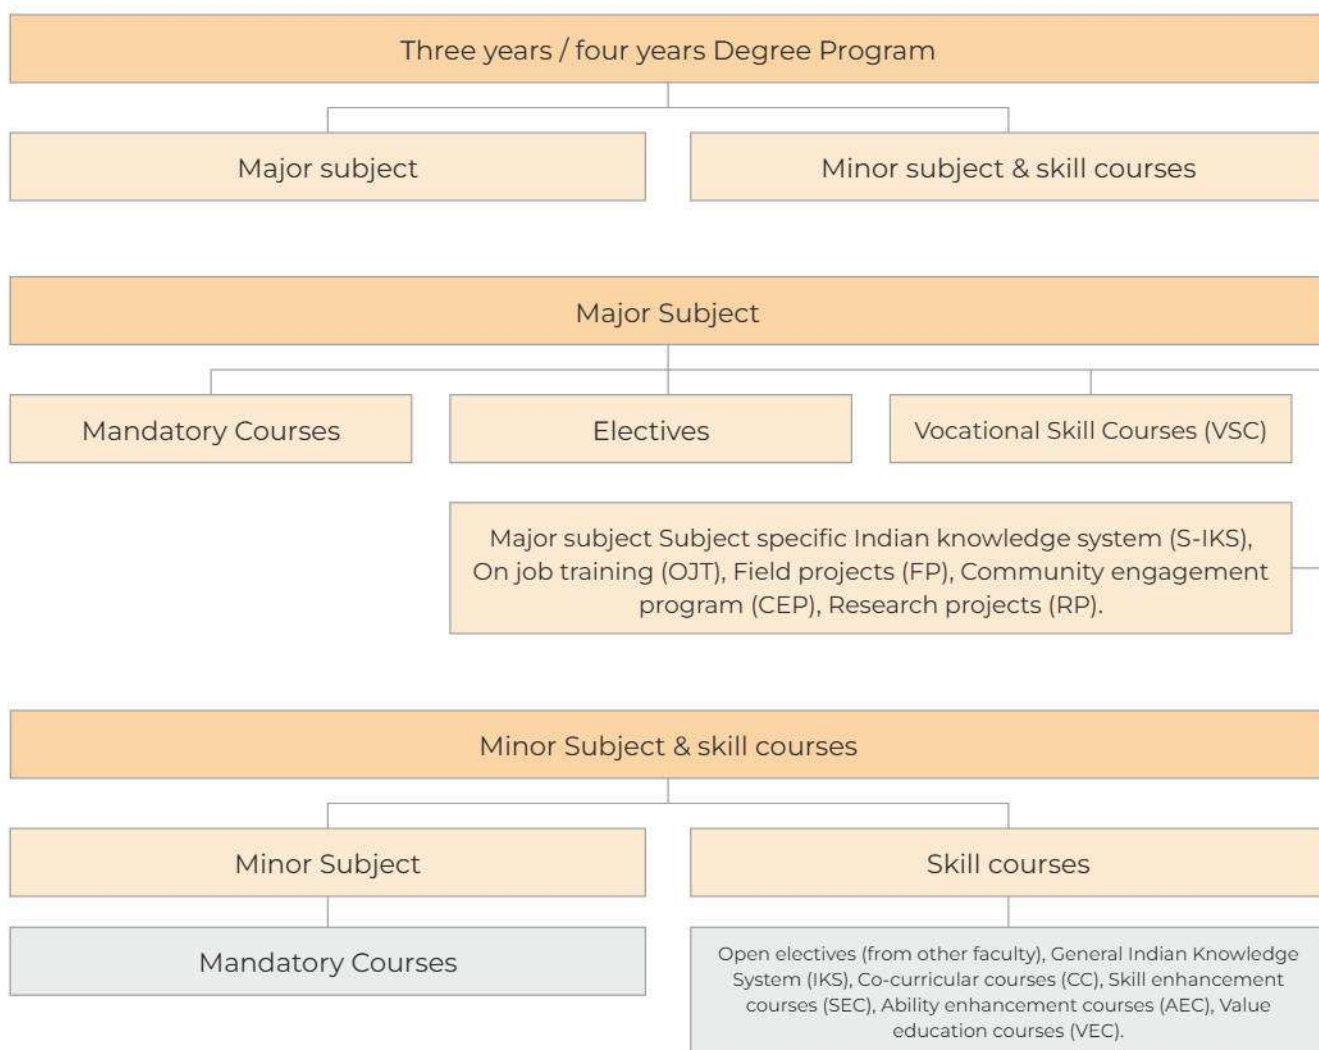 Three years / four years Degree Program
Major subject
Minor subject & skill courses
Major Subject
Mandatory Courses
Electives
Vocational Skill Courses (VSC)
Major subject Subject specific Indian knowledge system (S-IKS),
On job training (OJT), Field projects (FP), Community engagement
program (CEP), Research projects (RP).
Minor Subject & skill courses
Minor Subject
Skill courses
Mandatory Courses
Open electives (from other faculty), General Indian Knowledge
System (IKS), Co-curricular courses (CC), Skill enhancement
courses (SEC), Ability enhancement courses (AEC), Value
education courses (VEC).